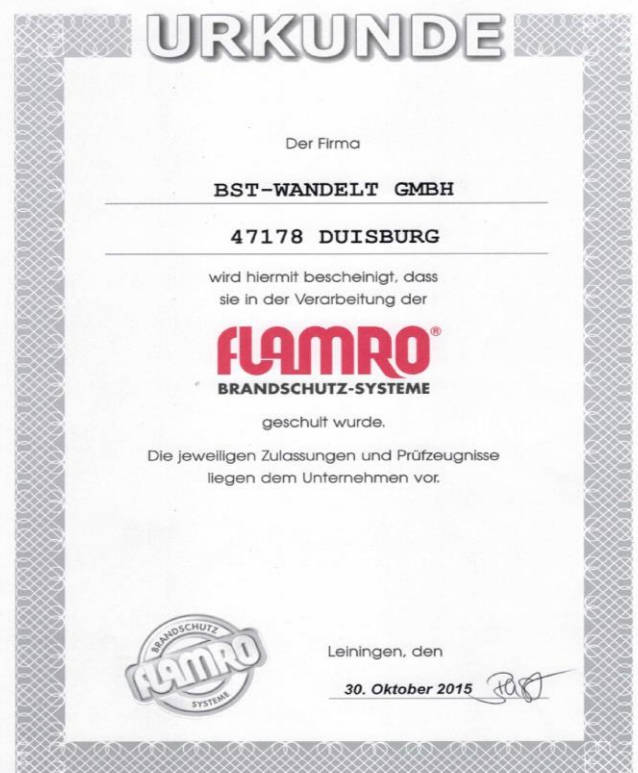 URKUNDE
Der Firma
BST-WANDELT GMBH
47178 DUISBURG
wird hiermit bescheinigt, dass
sie in der Verarbeitung der
FLAMRO®
BRANDSCHUTZ-SYSTEME
geschult wurde.
Die jeweiligen Zulassungen und Prüfzeugnisse
liegen dem Unternehmen vor.
BRANDSCHUTZ
FLAMRO
SYSTEME
Leiningen, den
30. Oktober 2015